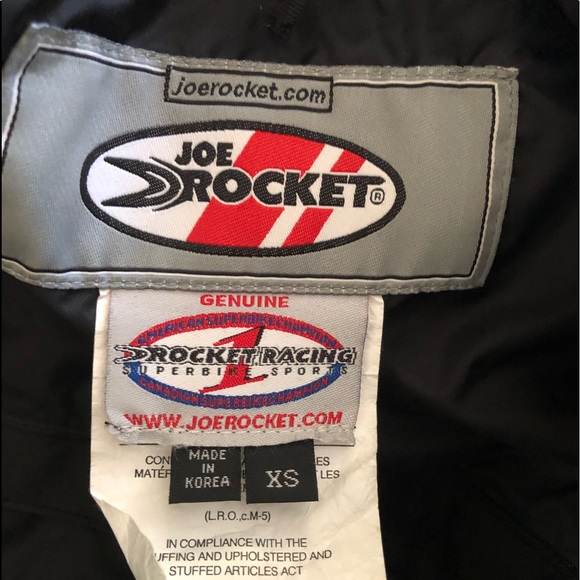 joerocket.com
JOE
ROCKET®
GENUINE
AMERICAN SUPERBIKE CHAMPION
1
ROCKET RACING
SUPERBIKE SPORTS
CANADIAN SUPERBIKE CHAMPION
WWW.JOEROCKET.COM
MADE
IN
KOREA
XS
LES
(L.R.O.,c.M-5)
IN COMPLIANCE WITH THE
UFFING AND UPHOLSTERED AND
STUFFED ARTICLES ACT